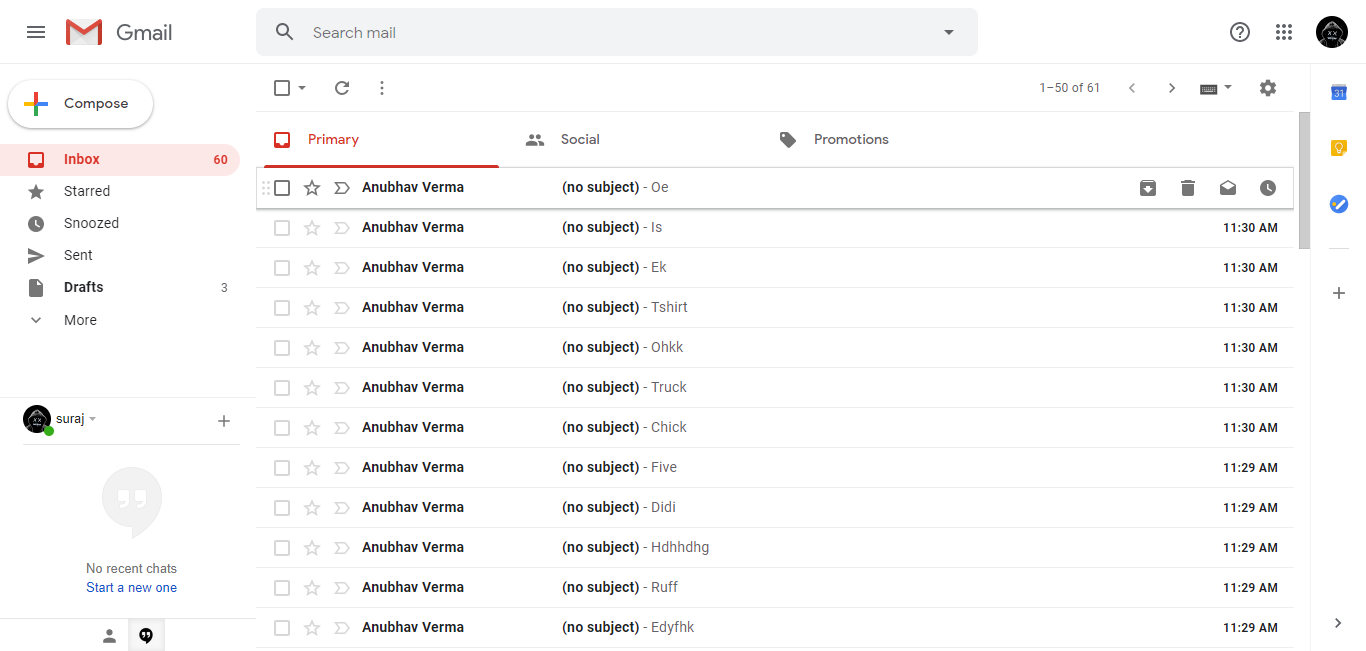 Gmail
Search mail
Compose
1–50 of 61
31
Primary
Social
Promotions
Inbox 60
Starred
Snoozed
Sent
Drafts 3
More
Anubhav Verma (no subject) - Oe
Anubhav Verma (no subject) - Is 11:30 AM
Anubhav Verma (no subject) - Ek 11:30 AM
Anubhav Verma (no subject) - Tshirt 11:30 AM
Anubhav Verma (no subject) - Ohkk 11:30 AM
Anubhav Verma (no subject) - Truck 11:30 AM
Anubhav Verma (no subject) - Chick 11:30 AM
Anubhav Verma (no subject) - Five 11:29 AM
Anubhav Verma (no subject) - Didi 11:29 AM
Anubhav Verma (no subject) - Hdhhdhg 11:29 AM
Anubhav Verma (no subject) - Ruff 11:29 AM
Anubhav Verma (no subject) - Edyfhk 11:29 AM
suraj
No recent chats
Start a new one